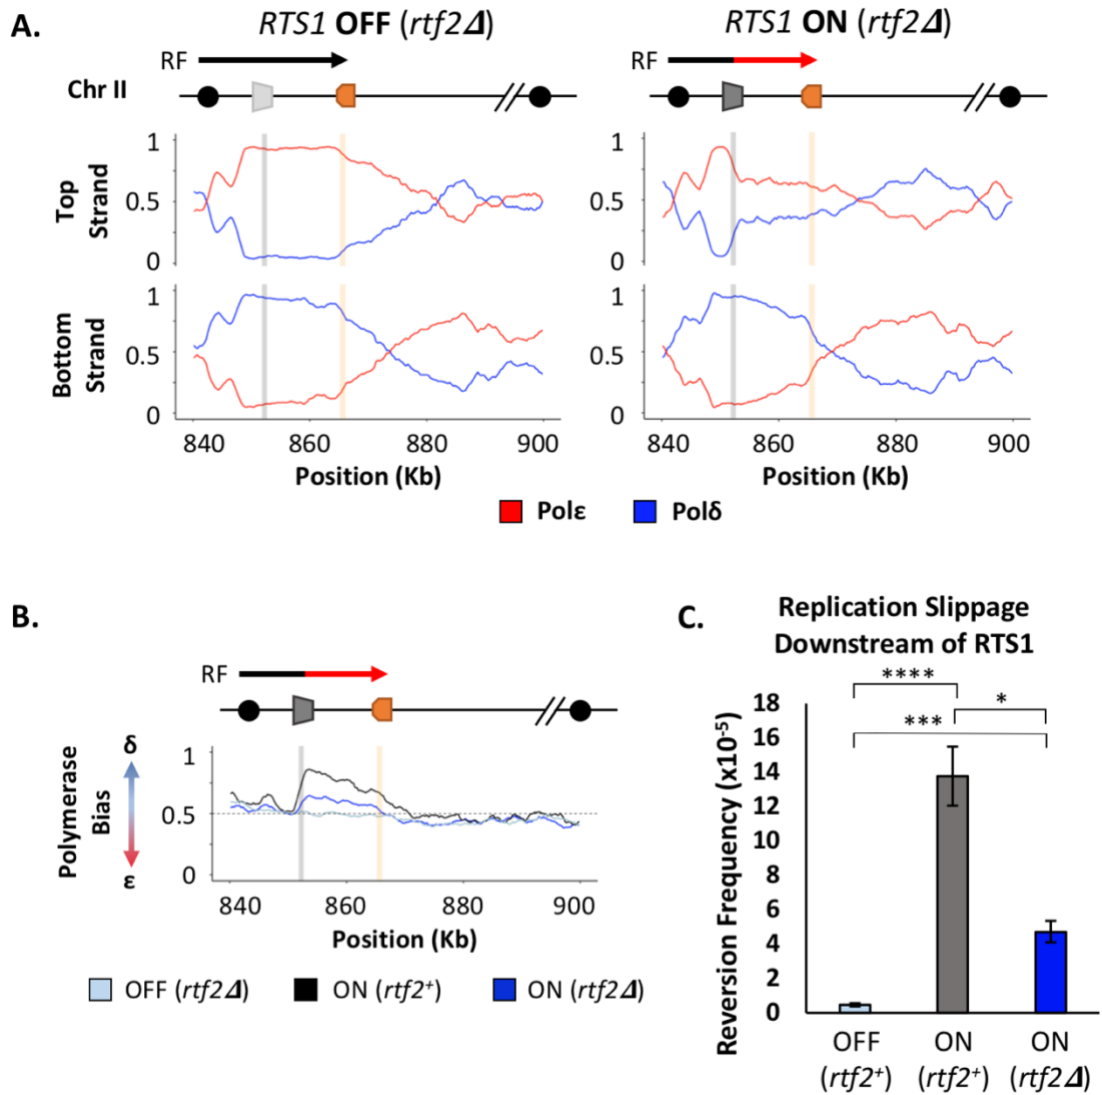 A.
RTS1 OFF (rtf2Δ)
RTS1 ON (rtf2Δ)
RF
RF
Chr II
Top
Strand
1
0.5
0
1
0.5
0
Bottom
Strand
1
0.5
0
1
0.5
0
840 860 880 900
840 860 880 900
Position (Kb)
Position (Kb)
Polε Polδ
B.
RF
Polymerase
Bias
δ
ε
1
0.5
0
840 860 880 900
Position (Kb)
OFF (rtf2Δ) ON (rtf2⁺) ON (rtf2Δ)
C.
Replication Slippage
Downstream of RTS1
****
*
***
Reversion Frequency (x10⁻⁵)
18
16
14
12
10
8
6
4
2
0
OFF ON ON
(rtf2⁺) (rtf2⁺) (rtf2Δ)